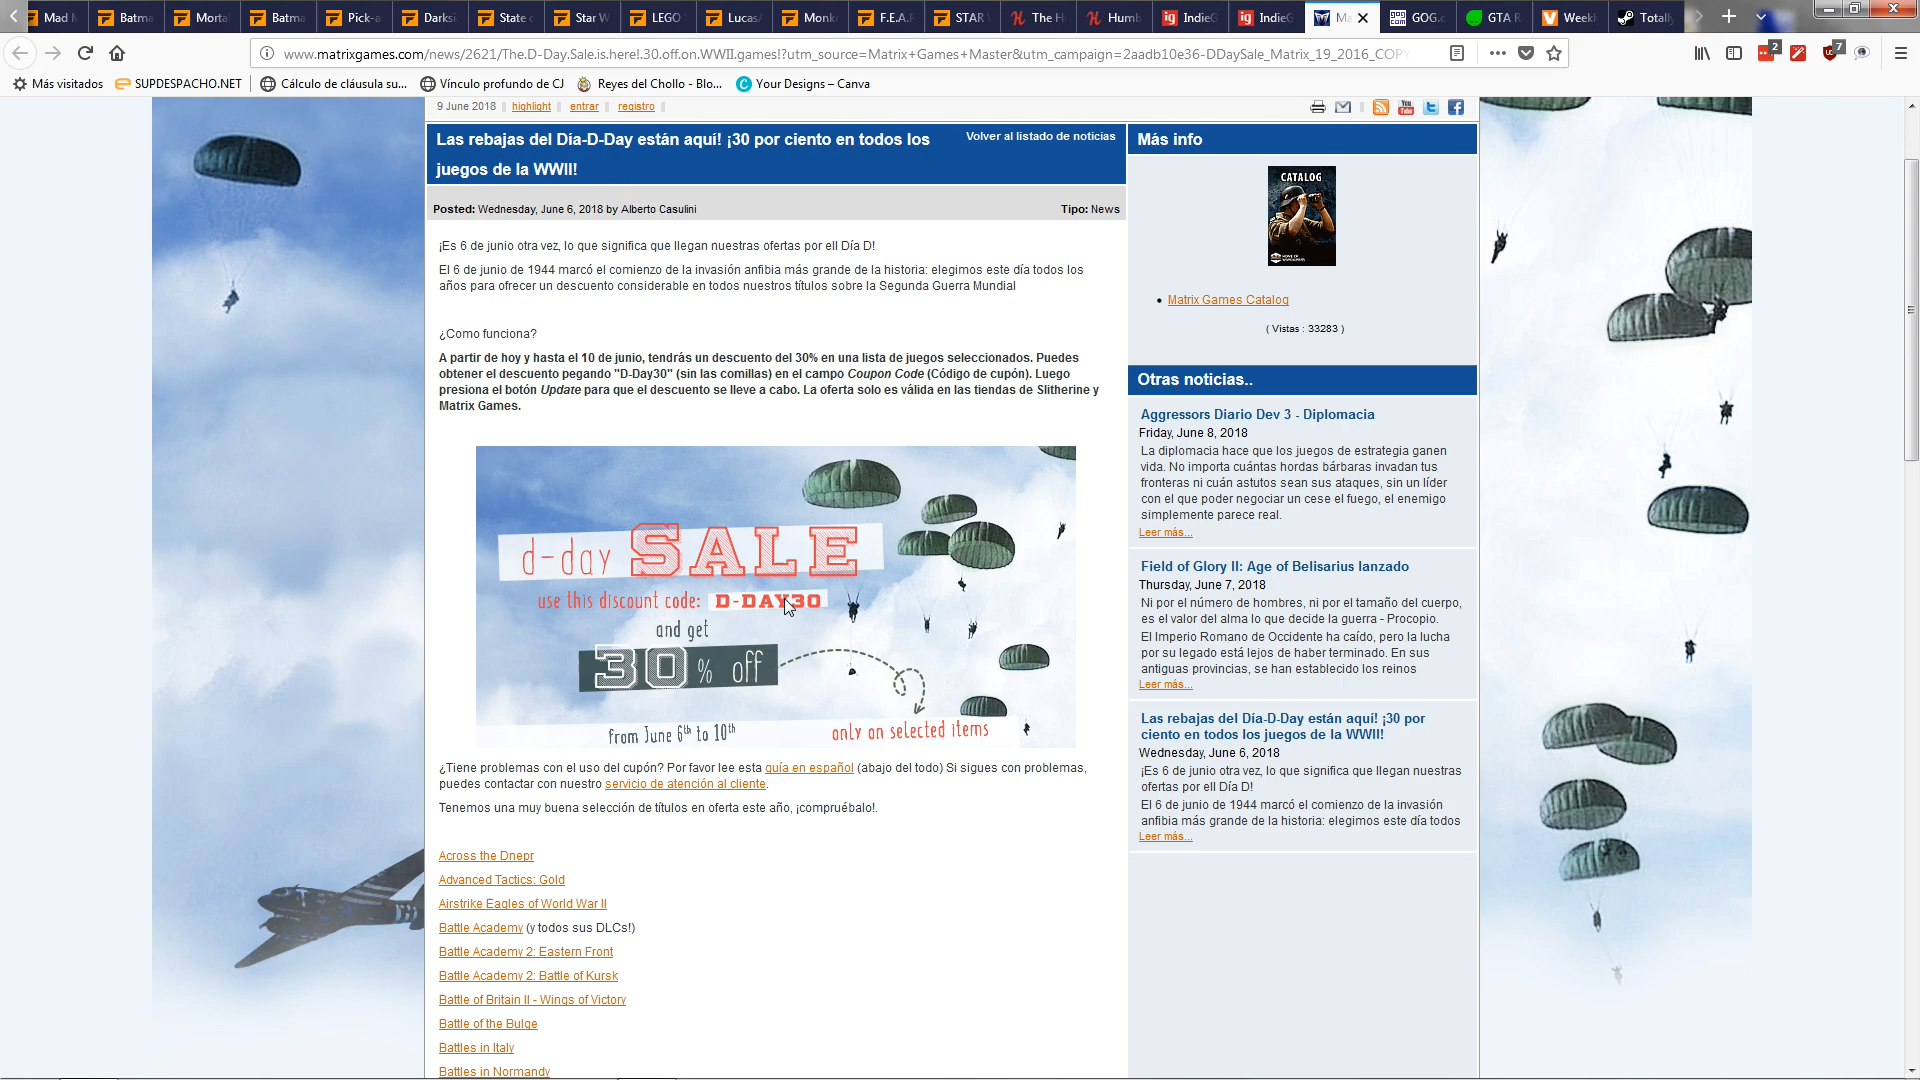 Mad M
Batma
Morta
Batma
Pick-a
Darksi
State o
Star W
LEGO
Lucas
Monk
F.E.A.F
STAR
The H
Humb
IndieG
IndieG
Ma
GOG.c
GTA R
Weekl
Totally
www.matrixgames.com/news/2621/The.D-Day.Sale.is.here!.30.off.on.WWII.games!?utm_source=Matrix+Games+Master&utm_campaign=2aadb10e36-DDaySale_Matrix_19_2016_COPY
2
7
Más visitados
SUPDESPACHO.NET
Cálculo de cláusula su...
Vínculo profundo de CJ
Reyes del Chollo - Blo...
Your Designs – Canva
9 June 2018 highlight entrar registro
Las rebajas del Día-D-Day están aquí! ¡30 por ciento en todos los
juegos de la WWII!
Volver al listado de noticias
Posted: Wednesday, June 6, 2018 by Alberto Casulini
Tipo: News
¡Es 6 de junio otra vez, lo que significa que llegan nuestras ofertas por ell Día D!
El 6 de junio de 1944 marcó el comienzo de la invasión anfibia más grande de la historia: elegimos este día todos los
años para ofrecer un descuento considerable en todos nuestros títulos sobre la Segunda Guerra Mundial
¿Como funciona?
A partir de hoy y hasta el 10 de junio, tendrás un descuento del 30% en una lista de juegos seleccionados. Puedes
obtener el descuento pegando "D-Day30" (sin las comillas) en el campo Coupon Code (Código de cupón). Luego
presiona el botón Update para que el descuento se lleve a cabo. La oferta solo es válida en las tiendas de Slitherine y
Matrix Games.
d-day SALE
use this discount code: D-DAY30
and get
30% off
from June 6th to 10th
only on selected items
¿Tiene problemas con el uso del cupón? Por favor lee esta guía en español (abajo del todo) Si sigues con problemas,
puedes contactar con nuestro servicio de atención al cliente.
Tenemos una muy buena selección de títulos en oferta este año, ¡compruébalo!.
Across the Dnepr
Advanced Tactics: Gold
Airstrike Eagles of World War II
Battle Academy (y todos sus DLCs!)
Battle Academy 2: Eastern Front
Battle Academy 2: Battle of Kursk
Battle of Britain II - Wings of Victory
Battle of the Bulge
Battles in Italy
Battles in Normandy
Más info
CATALOG
Matrix Games Catalog
( Vistas : 33283 )
Otras noticias..
Aggressors Diario Dev 3 - Diplomacia
Friday, June 8, 2018
La diplomacia hace que los juegos de estrategia ganen
vida. No importa cuántas hordas bárbaras invadan tus
fronteras ni cuán astutos sean sus ataques, sin un líder
con el que poder negociar un cese el fuego, el enemigo
simplemente parece real.
Leer más...
Field of Glory II: Age of Belisarius lanzado
Thursday, June 7, 2018
Ni por el número de hombres, ni por el tamaño del cuerpo,
es el valor del alma lo que decide la guerra - Procopio.
El Imperio Romano de Occidente ha caído, pero la lucha
por su legado está lejos de haber terminado. En sus
antiguas provincias, se han establecido los reinos
Leer más...
Las rebajas del Día-D-Day están aquí! ¡30 por
ciento en todos los juegos de la WWII!
Wednesday, June 6, 2018
¡Es 6 de junio otra vez, lo que significa que llegan nuestras
ofertas por ell Día D!
El 6 de junio de 1944 marcó el comienzo de la invasión
anfibia más grande de la historia: elegimos este día todos
Leer más...